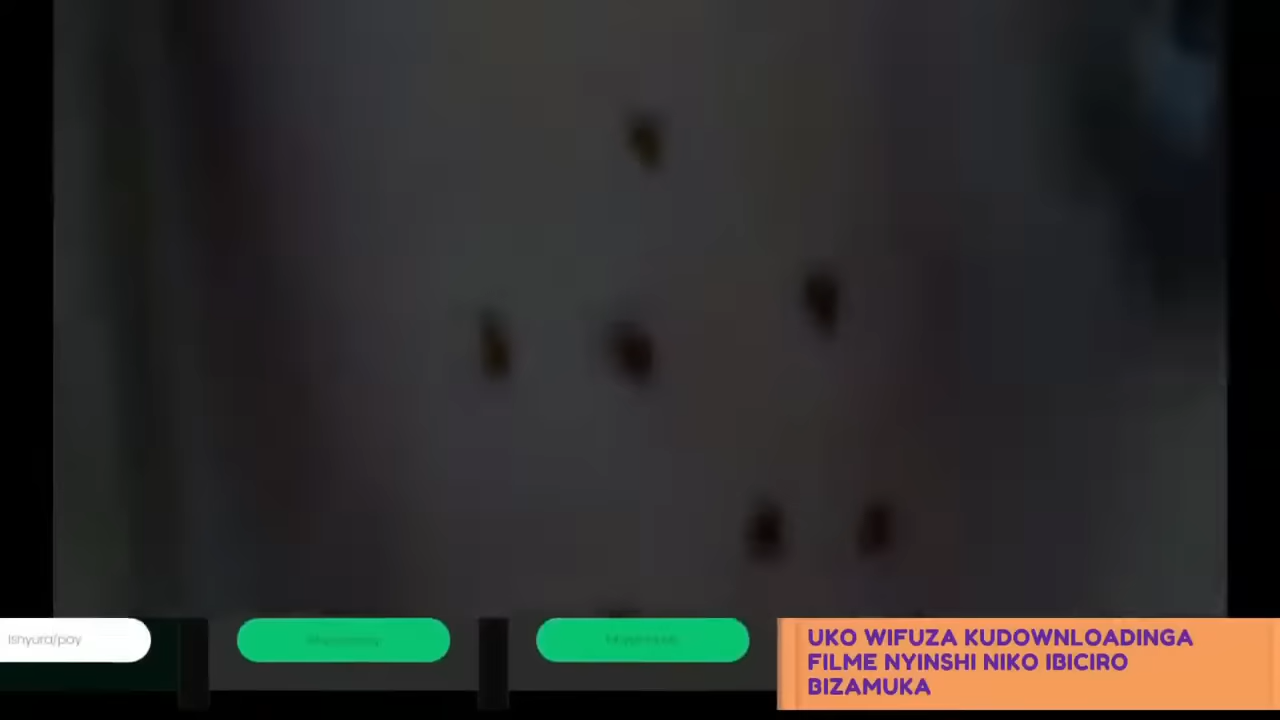 Ishyura/pay
UKO WIFUZA KUDOWNLOADINGA
FILME NYINSHI NIKO IBICIRO
BIZAMUKA